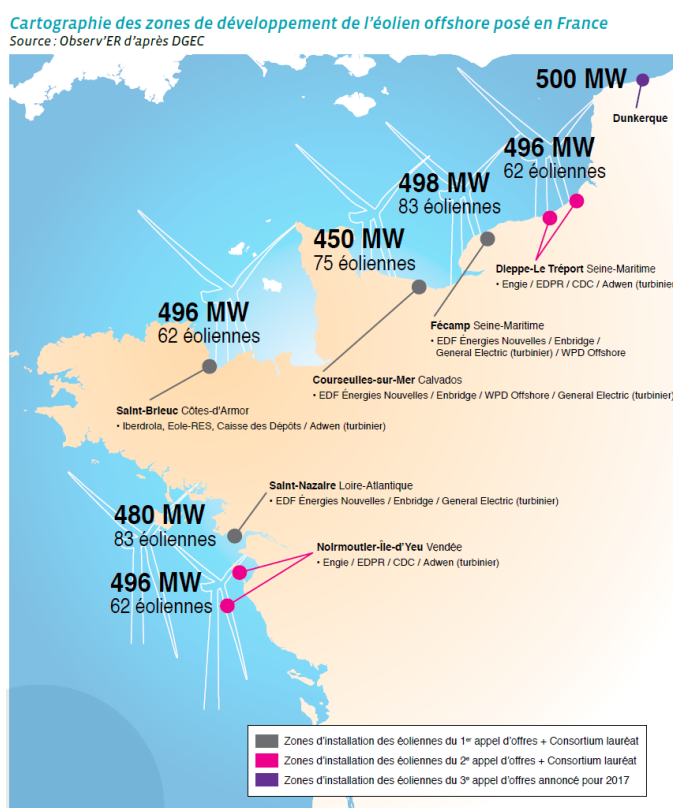 Cartographie des zones de développement de l'éolien offshore posé en France
Source : Observ'ER d'après DGEC
500 MW
Dunkerque
496 MW
62 éoliennes
498 MW
83 éoliennes
450 MW
75 éoliennes
Dieppe-Le Tréport Seine-Maritime
• Engie / EDPR / CDC / Adwen (turbinier
496 MW
62 éoliennes
Fécamp Seine-Maritime
• EDF Énergies Nouvelles / Enbridge /
General Electric (turbinier) / WPD Offshore
Courseulles-sur-Mer Calvados
• EDF Énergies Nouvelles / Enbridge / WPD Offshore / General Electric (turbinier)
Saint-Brieuc Côtes-d'Armor
• Iberdrola, Eole-RES, Caisse des Dépôts / Adwen (turbinier)
Saint-Nazaire Loire-Atlantique
• EDF Énergies Nouvelles / Enbridge / General Electric (turbinier)
480 MW
83 éoliennes
Noirmoutier-Île-d'Yeu Vendée
• Engie / EDPR / CDC / Adwen (turbinier)
496 MW
62 éoliennes
Zones d'installation des éoliennes du 1er appel d'offres + Consortium lauréat
Zones d'installation des éoliennes du 2e appel d'offres + Consortium lauréat
Zones d'installation des éoliennes du 3e appel d'offres annoncé pour 2017